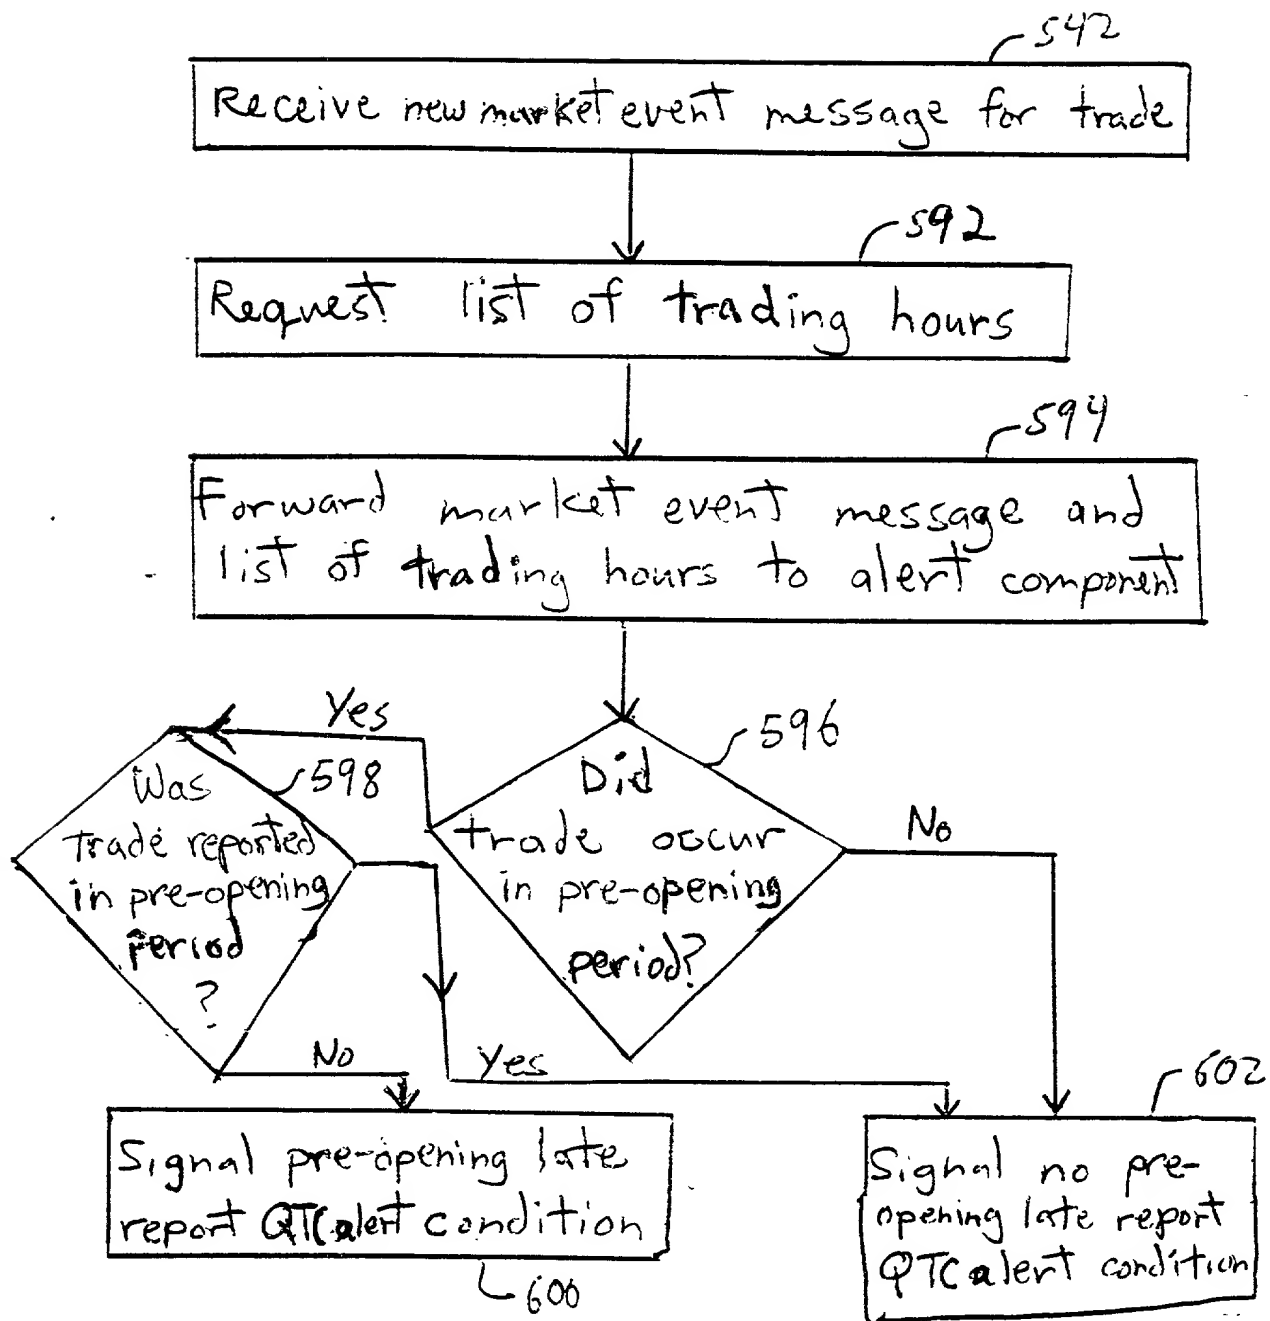 542
Receive new market event message for trade
592
Request list of trading hours
594
Forward market event message and
list of trading hours to alert component
Yes
596
598
Was
trade reported
in pre-opening
period
?
Did
trade occur
in pre-opening
period?
No
No
Yes
602
Signal pre-opening late
report QTC alert condition
600
Signal no pre-
opening late report
QTC alert condition